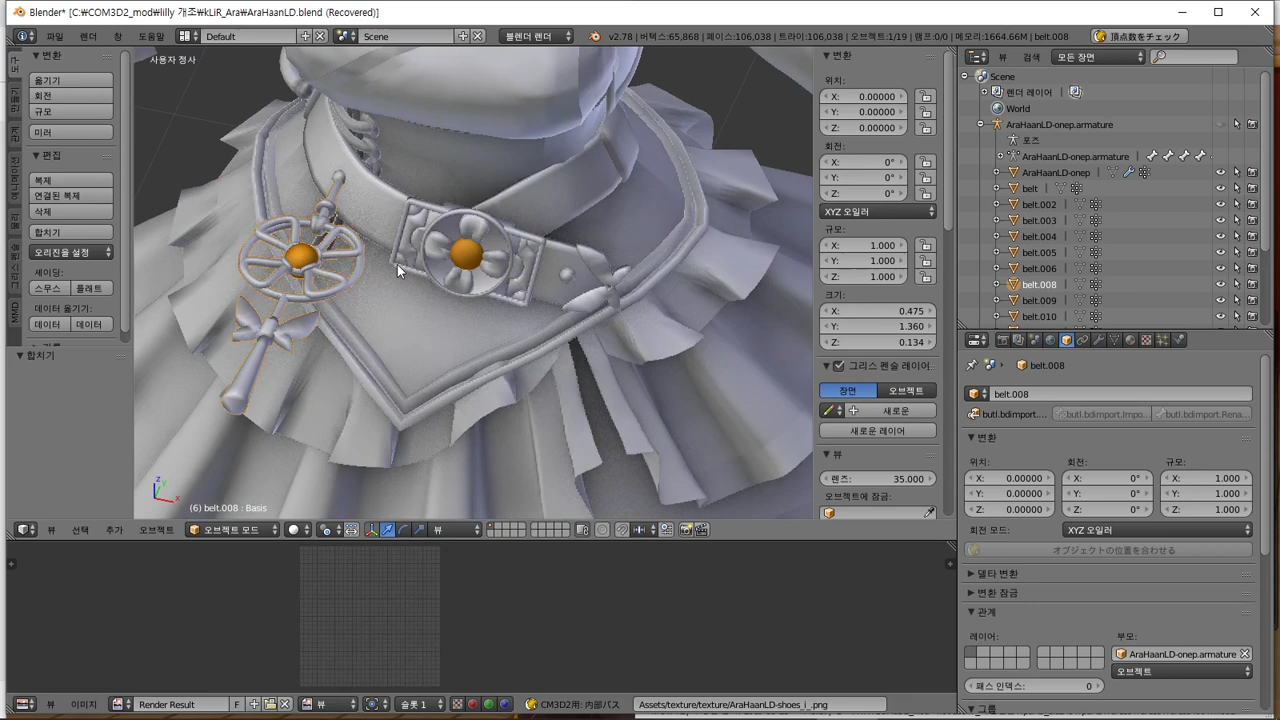 Blender* [C:₩COM3D2_mod₩lilly 개조₩kLiR_Ara₩AraHaanLD.blend (Recovered)]
파일 렌더 창 도움말 Default Scene 블렌더 렌더 v2.78 | 버텍스:65,868 | 페이스:106,038 | 트라이:106,038 | 오브젝트:1/19 | 램프:0/0 | 메모리:1664.66M | belt.008 頂点数をチェック
변환
옮기기
회전
규모
미러
편집
복제
연결된 복제
삭제
합치기
오리진을 설정
셰이딩:
스무스 플래트
데이터 옮기기:
데이터 데이터
합치기
MMD
사용자 정사
(6) belt.008 : Basis
변환
위치:
X: 0.00000
Y: 0.00000
Z: 0.00000
회전:
X: 0°
Y: 0°
Z: 0°
XYZ 오일러
규모:
X: 1.000
Y: 1.000
Z: 1.000
크기:
X: 0.475
Y: 1.360
Z: 0.134
그리스 펜슬 레이어
장면 오브젝트
새로운
새로운 레이어
뷰
렌즈: 35.000
오브젝트에 잠금:
뷰 선택 추가 오브젝트 오브젝트 모드 뷰
뷰 검색 모든 장면
Scene
렌더 레이어
World
AraHaanLD-onep.armature
포즈
AraHaanLD-onep.armature
AraHaanLD-onep
belt
belt.002
belt.003
belt.004
belt.005
belt.006
belt.008
belt.009
belt.010
belt.008
belt.008
butl.bdimport.... butl.bdimport.Impo... butl.bdimport.Rena...
변환
위치: 회전: 규모:
X: 0.00000 X: 0° X: 1.000
Y: 0.00000 Y: 0° Y: 1.000
Z: 0.00000 Z: 0° Z: 1.000
회전 모드: XYZ 오일러
オブジェクトの位置を合わせる
델타 변환
변환 잠금
관계
레이어: 부모:
AraHaanLD-onep.armature
오브젝트
패스 인덱스: 0
그룹
뷰 이미지 Render Result F 뷰 슬롯 1 CM3D2用: 内部パス Assets/texture/texture/AraHaanLD-shoes_i_.png